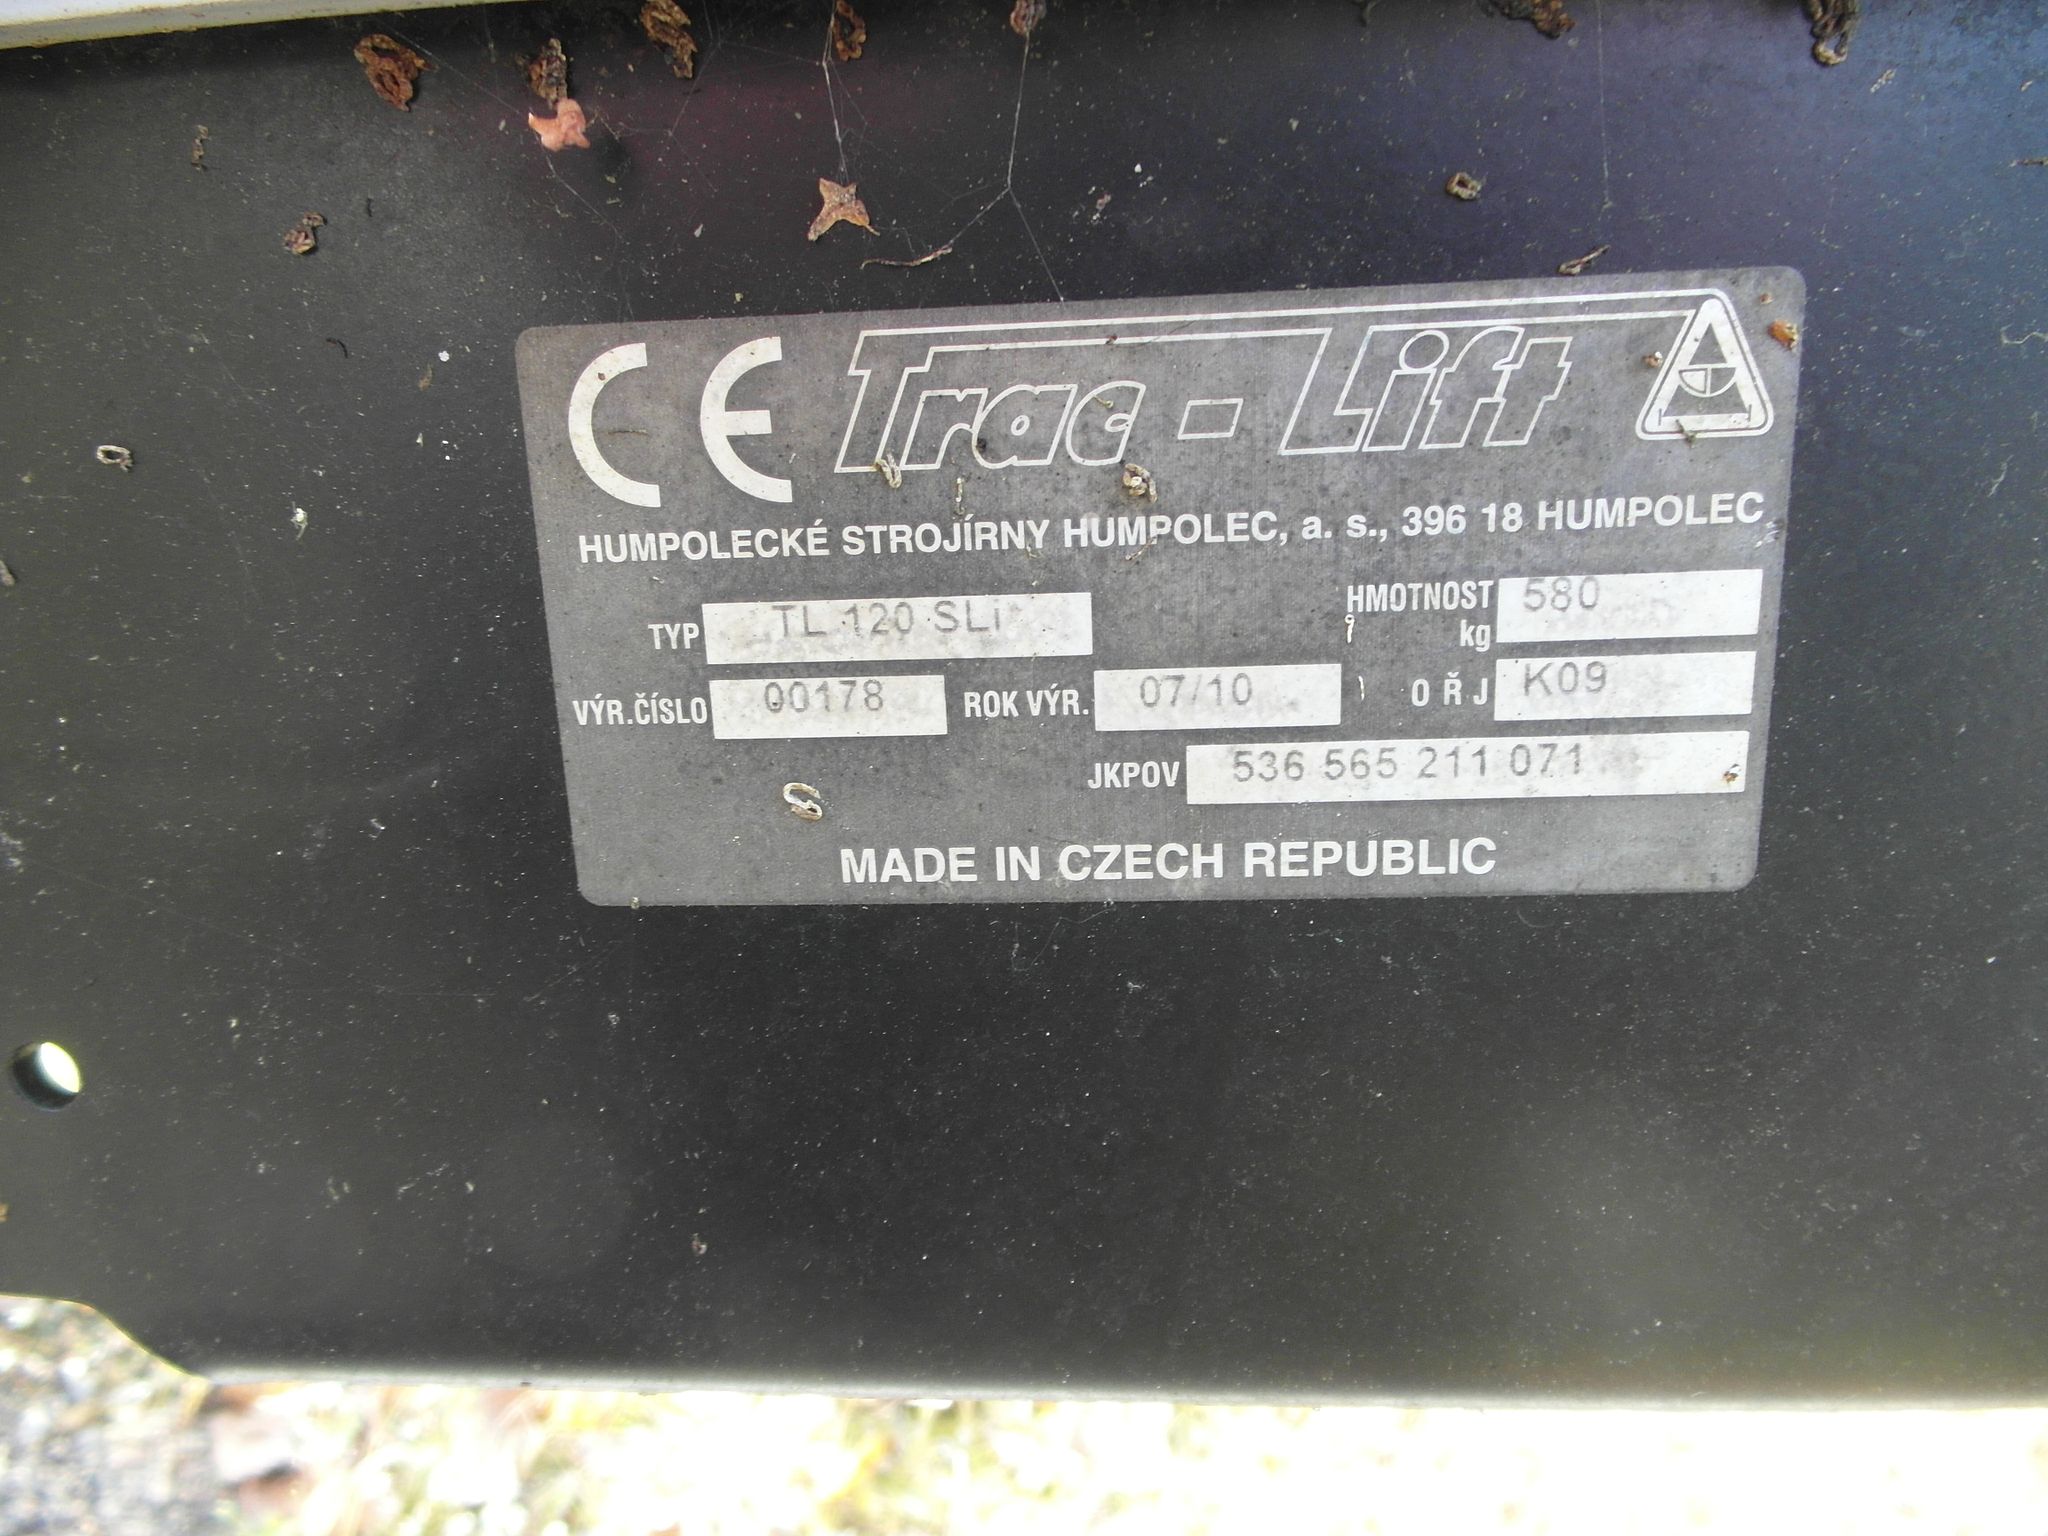 CE Trac-Lift
HUMPOLECKÉ STROJÍRNY HUMPOLEC, a. s., 396 18 HUMPOLEC
TYP TL 120 SLi HMOTNOST kg 580
VÝR.ČÍSLO 00178 ROK VÝR. 07/10 OŘJ K09
JKPOV 536 565 211 071
MADE IN CZECH REPUBLIC